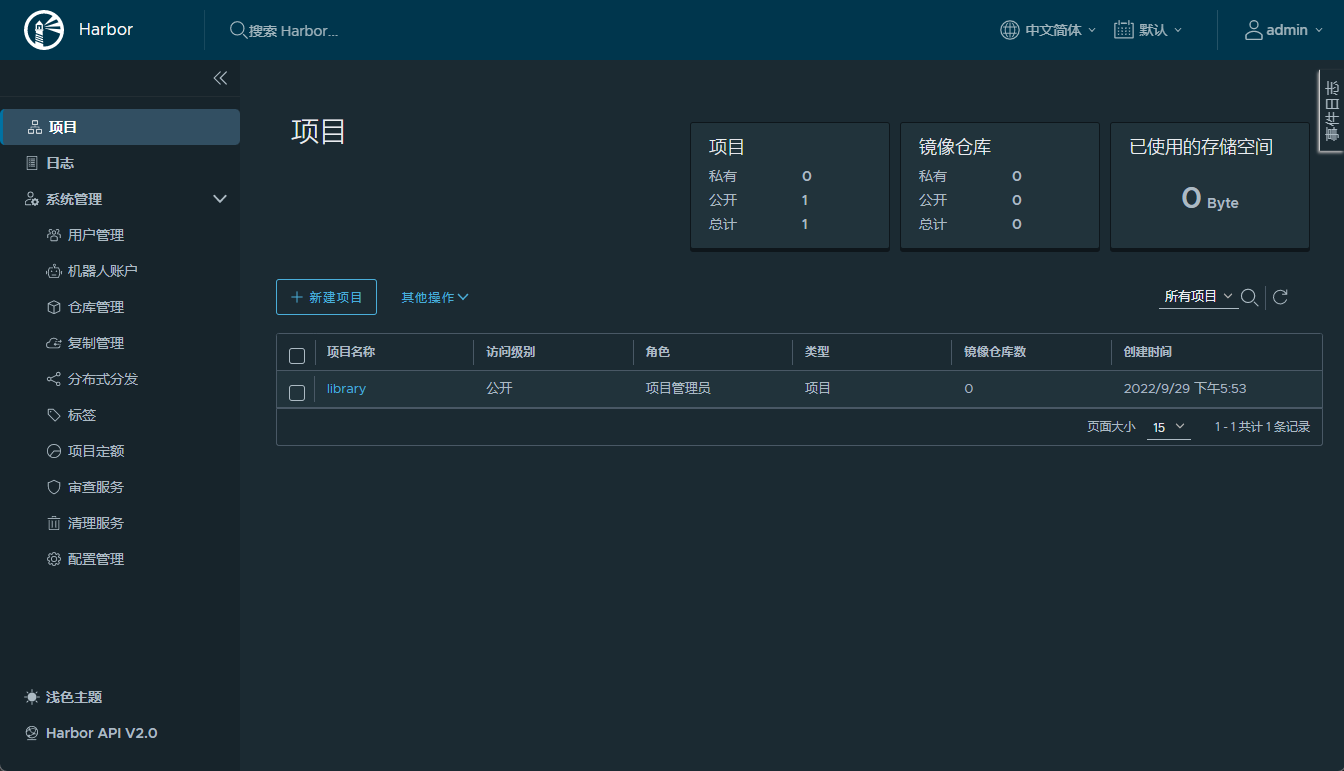 Harbor
搜索 Harbor...
中文简体
默认
admin
事件日志
项目
日志
系统管理
用户管理
机器人账户
仓库管理
复制管理
分布式分发
标签
项目定额
审查服务
清理服务
配置管理
浅色主题
Harbor API V2.0
项目
项目
私有 0
公开 1
总计 1
镜像仓库
私有 0
公开 0
总计 0
已使用的存储空间
0 Byte
新建项目
其他操作
所有项目
项目名称 访问级别 角色 类型 镜像仓库数 创建时间
library 公开 项目管理员 项目 0 2022/9/29 下午5:53
页面大小 15 1 - 1 共计 1 条记录